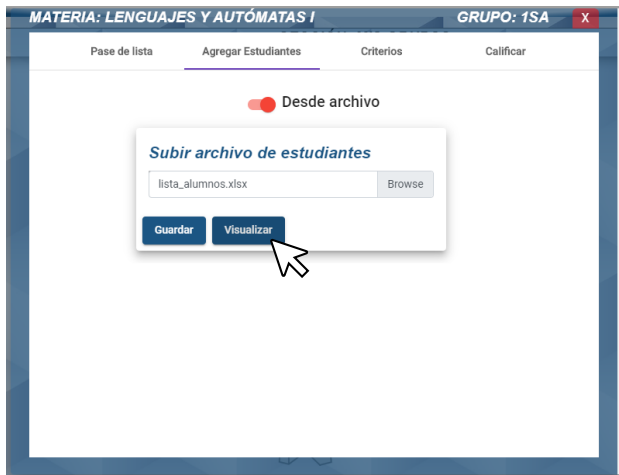 MATERIA: LENGUAJES Y AUTÓMATAS I GRUPO: 1SA X
Pase de lista Agregar Estudiantes Criterios Calificar
Desde archivo
Subir archivo de estudiantes
lista_alumnos.xlsx Browse
Guardar Visualizar